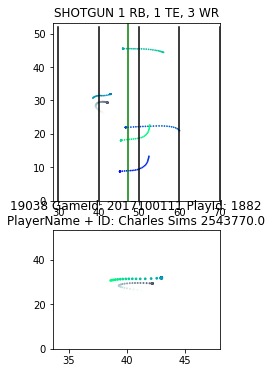 SHOTGUN 1 RB, 1 TE, 3 WR
50
40
30
20
10
0
30 40 50 60 70
19038 GameId: 2017100111 PlayId: 1882
PlayerName + ID: Charles Sims 2543770.0
40
20
0
35 40 45